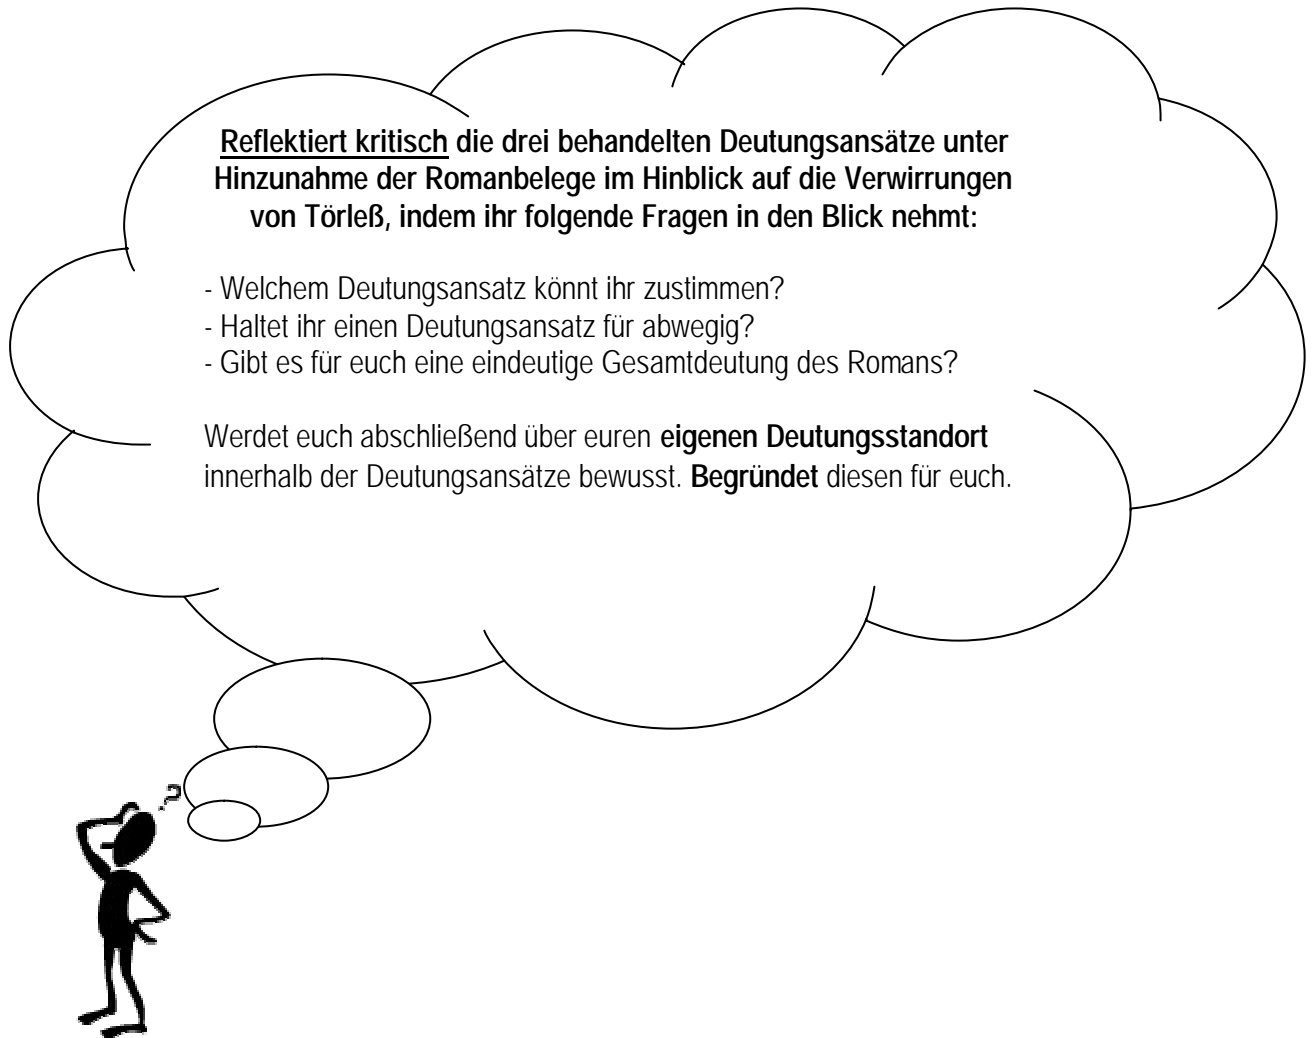 Reflektiert kritisch die drei behandelten Deutungsansätze unter
Hinzunahme der Romanbelege im Hinblick auf die Verwirrungen
von Törleß, indem ihr folgende Fragen in den Blick nehmt:
- Welchem Deutungsansatz könnt ihr zustimmen?
- Haltet ihr einen Deutungsansatz für abwegig?
- Gibt es für euch eine eindeutige Gesamtdeutung des Romans?
Werdet euch abschließend über euren eigenen Deutungsstandort
innerhalb der Deutungsansätze bewusst. Begründet diesen für euch.
?